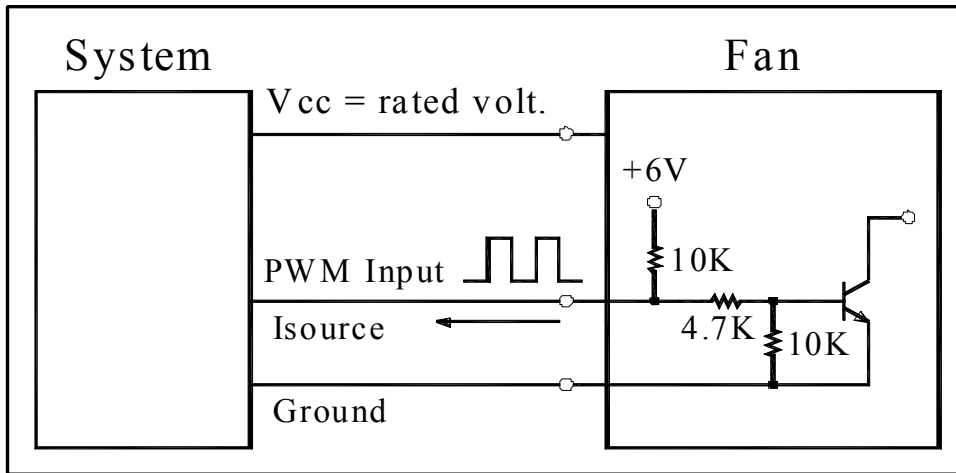 System
Fan
Vcc = rated volt.
+6V
PWM Input
10K
Isource
4.7K
10K
Ground